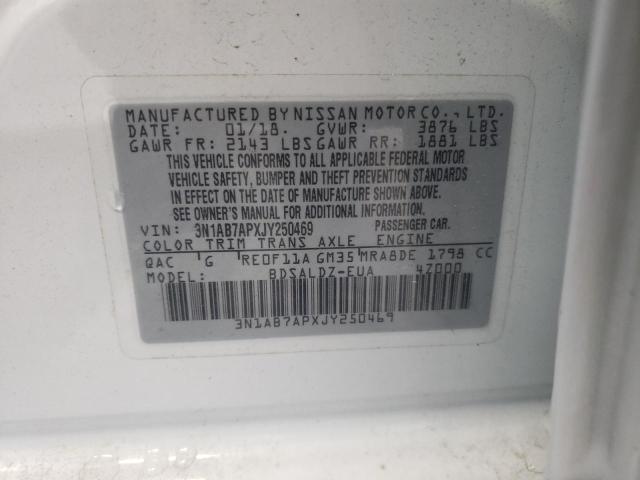 MANUFACTURED BY NISSAN MOTOR CO., LTD.
DATE: 01/18. GVWR: 3876 LBS
GAWR FR: 2143 LBS GAWR RR: 1881 LBS
THIS VEHICLE CONFORMS TO ALL APPLICABLE FEDERAL MOTOR
VEHICLE SAFETY, BUMPER AND THEFT PREVENTION STANDARDS
IN EFFECT ON THE DATE OF MANUFACTURE SHOWN ABOVE.
SEE OWNER'S MANUAL FOR ADDITIONAL INFORMATION.
VIN: 3N1AB7APXJY250469 PASSENGER CAR.
COLOR TRIM TRANS AXLE ENGINE
QAC G RE0F11A GM35 MRA8DE 1798 CC
MODEL: BDSALDZ-EUA 4Z000
3N1AB7APXJY250469